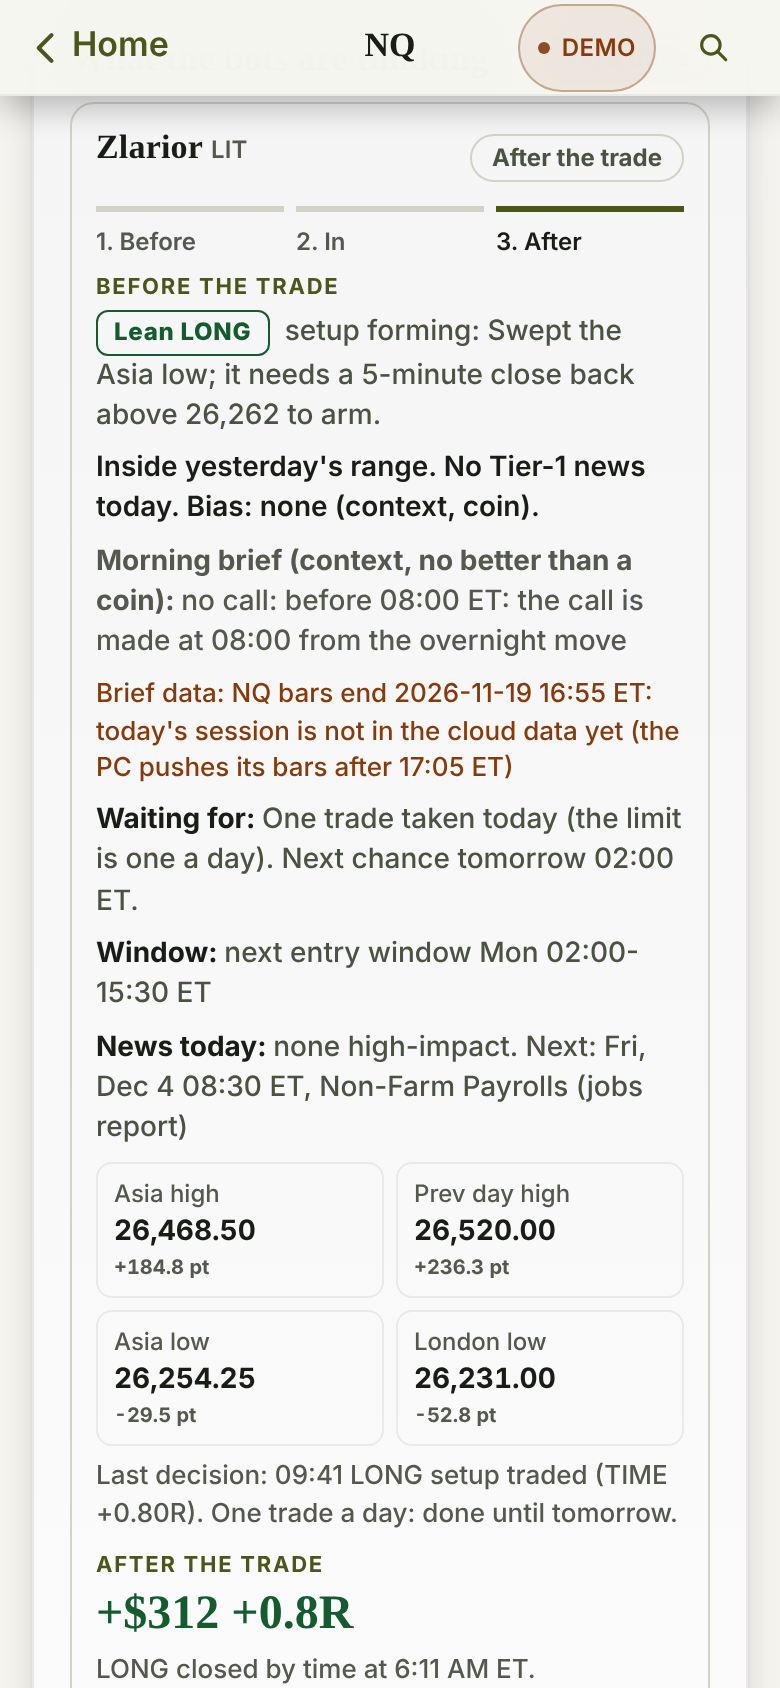 Home
NQ
DEMO
What the bots are thinking
Zlarior LIT
After the trade
1. Before
2. In
3. After
BEFORE THE TRADE
Lean LONG setup forming: Swept the
Asia low; it needs a 5-minute close back
above 26,262 to arm.
Inside yesterday's range. No Tier-1 news
today. Bias: none (context, coin).
Morning brief (context, no better than a
coin): no call: before 08:00 ET: the call is
made at 08:00 from the overnight move
Brief data: NQ bars end 2026-11-19 16:55 ET:
today's session is not in the cloud data yet (the
PC pushes its bars after 17:05 ET)
Waiting for: One trade taken today (the limit
is one a day). Next chance tomorrow 02:00
ET.
Window: next entry window Mon 02:00-
15:30 ET
News today: none high-impact. Next: Fri,
Dec 4 08:30 ET, Non-Farm Payrolls (jobs
report)
Asia high
26,468.50
+184.8 pt
Prev day high
26,520.00
+236.3 pt
Asia low
26,254.25
-29.5 pt
London low
26,231.00
-52.8 pt
Last decision: 09:41 LONG setup traded (TIME
+0.80R). One trade a day: done until tomorrow.
AFTER THE TRADE
+$312 +0.8R
LONG closed by time at 6:11 AM ET.